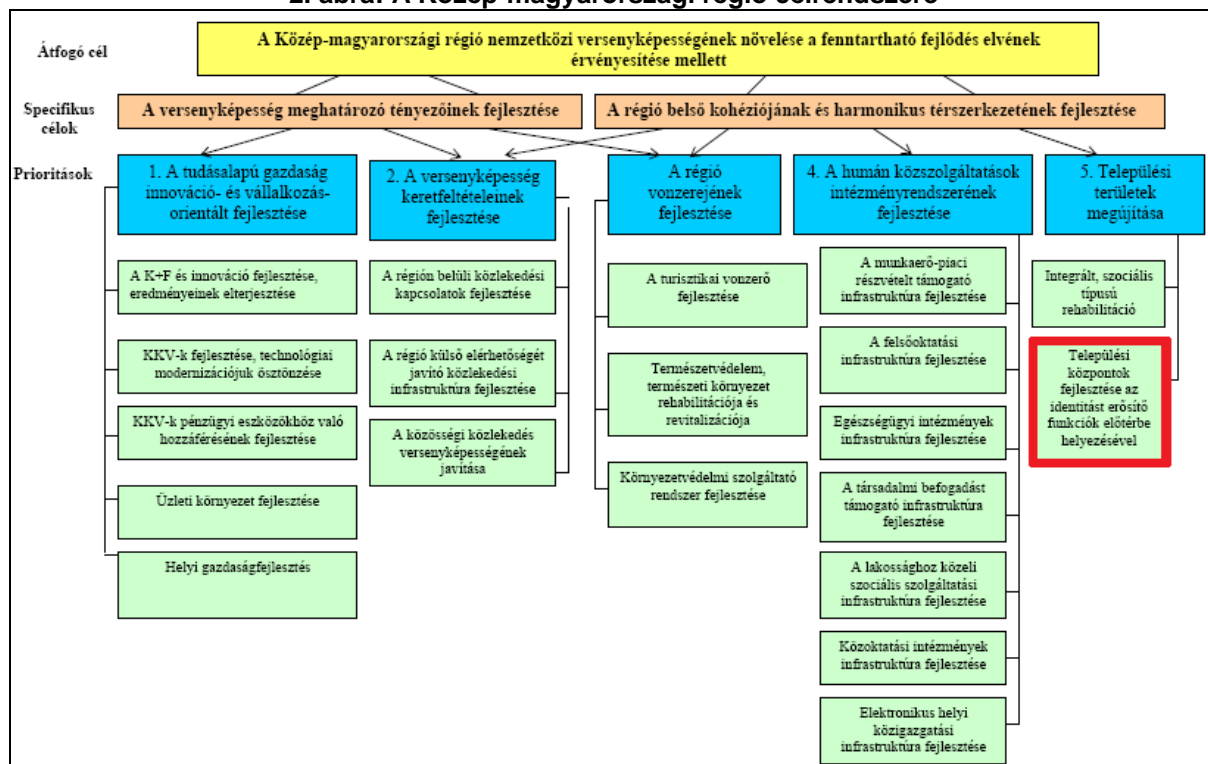 2. ábra: A Közép-magyarországi régió célrendszere
Átfogó cél
A Közép-magyarországi régió nemzetközi versenyképességének növelése a fenntartható fejlődés elvének
érvényesítése mellett
Specifikus
célok
A versenyképesség meghatározó tényezőinek fejlesztése
A régió belső kohéziójának és harmonikus térszerkezetének fejlesztése
Prioritások
1. A tudásalapú gazdaság
innováció- és vállalkozás-
orientált fejlesztése
2. A versenyképesség
keretfeltételeinek
fejlesztése
A régió
vonzerejének
fejlesztése
4. A humán közszolgáltatások
intézményrendszerének
fejlesztése
5. Települési
területek
megújítása
A K+F és innováció fejlesztése,
eredményeinek elterjesztése
KKV-k fejlesztése, technológiai
modernizációjuk ösztönzése
KKV-k pénzügyi eszközökhöz való
hozzáférésének fejlesztése
Üzleti környezet fejlesztése
Helyi gazdaságfejlesztés
A régión belüli közlekedési
kapcsolatok fejlesztése
A régió külső elérhetőségét
javító közlekedési
infrastruktúra fejlesztése
A közösségi közlekedés
versenyképességének
javítása
A turisztikai vonzerő
fejlesztése
Természetvédelem,
természeti környezet
rehabilitációja és
revitalizációja
Környezetvédelmi szolgáltató
rendszer fejlesztése
A munkaerő-piaci
részvételt támogató
infrastruktúra fejlesztése
A felsőoktatási
infrastruktúra fejlesztése
Egészségügyi intézmények
infrastruktúra fejlesztése
A társadalmi befogadást
támogató infrastruktúra
fejlesztése
A lakossághoz közeli
szociális szolgáltatási
infrastruktúra fejlesztése
Közoktatási intézmények
infrastruktúra fejlesztése
Elektronikus helyi
közigazgatási
infrastruktúra fejlesztése
Integrált, szociális
típusú
rehabilitáció
Települési
központok
fejlesztése az
identitást erősítő
funkciók előtérbe
helyezésével